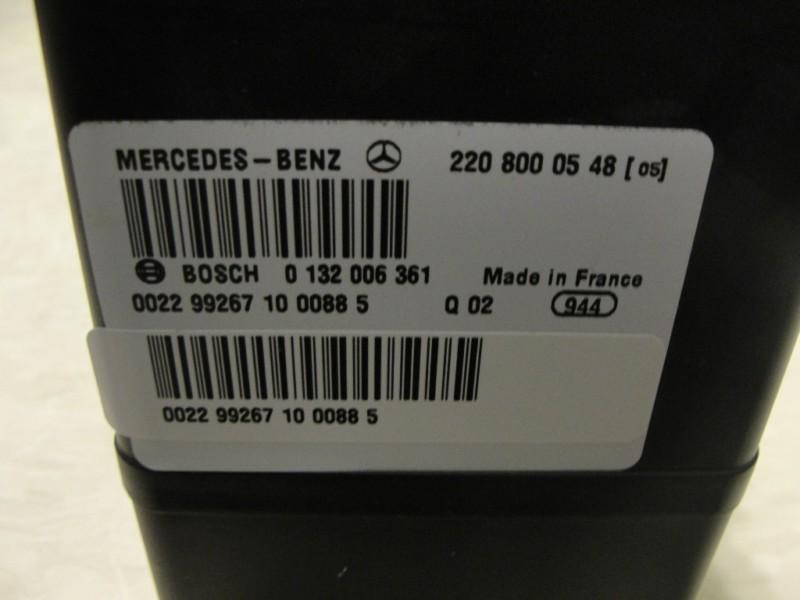 MERCEDES-BENZ 220 800 05 48 [05]
BOSCH 0 132 006 361 Made in France
0022 99267 10 0088 5 Q 02 944
0022 99267 10 0088 5